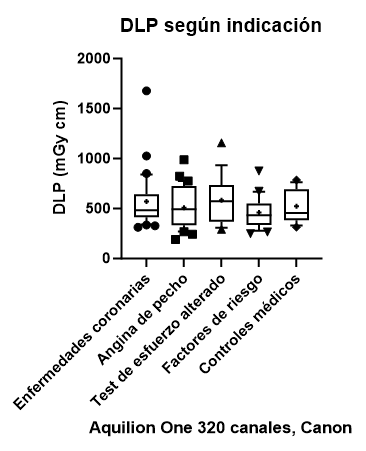 DLP según indicación
DLP (mGy cm)
2000
1500
1000
500
0
Enfermedades coronarias
Angina de pecho
Test de esfuerzo alterado
Factores de riesgo
Controles médicos
Aquilion One 320 canales, Canon